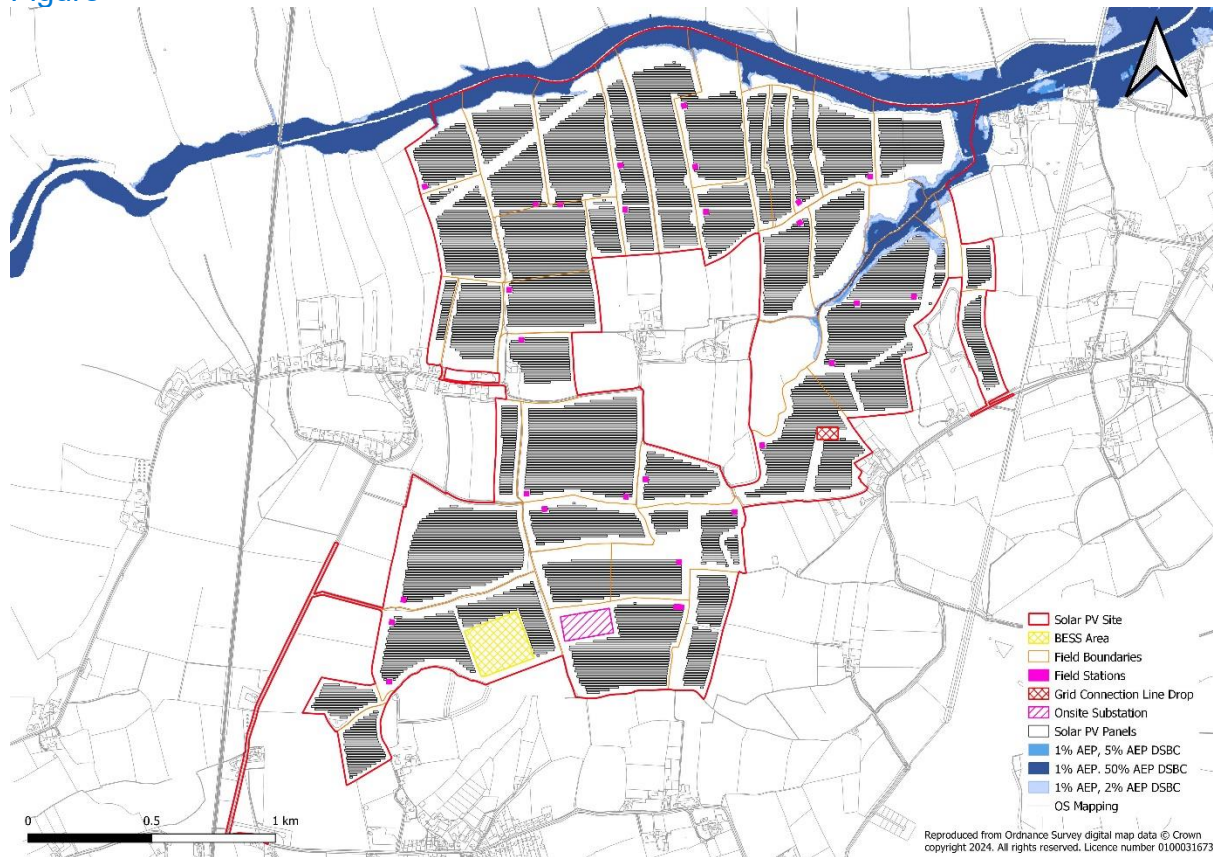 Figure
Solar PV Site
BESS Area
Field Boundaries
Field Stations
Grid Connection Line Drop
Onsite Substation
Solar PV Panels
1% AEP, 5% AEP DSBC
1% AEP. 50% AEP DSBC
1% AEP, 2% AEP DSBC
OS Mapping
0 0.5 1 km
Reproduced from Ordnance Survey digital map data © Crown
copyright 2024. All rights reserved. Licence number 0100031673